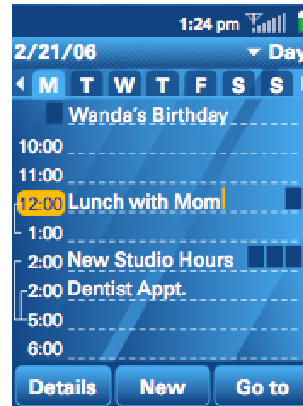 1:24 pm
2/21/06 Day
M T W T F S S
Wanda's Birthday
10:00
11:00
12:00 Lunch with Mom
1:00
2:00 New Studio Hours
2:00 Dentist Appt.
5:00
6:00
Details New Go to